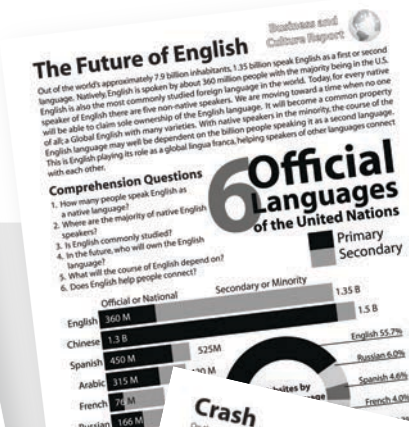 Business and
Culture Report
The Future of English
Out of the world's approximately 7.9 billion inhabitants, 1.35 billion speak English as a first or second
language. Natively, English is spoken by about 360 million people with the majority being in the U.S.
English is also the most commonly studied foreign language in the world. Today, for every native
speaker of English there are five non-native speakers. We are moving toward a time when no one
will be able to claim sole ownership of the English language. It will become a common property
of all; a Global English with many varieties. With native speakers in the minority, the course of the
English language may well be dependent on the billion people speaking it as a second language.
This is English playing its role as a global lingua franca, helping speakers of other languages connect
with each other.
Comprehension Questions
1. How many people speak English as
a native language?
2. Where are the majority of native English
speakers?
3. Is English commonly studied?
4. In the future, who will own the English
language?
5. What will the course of English depend on?
6. Does English help people connect?
6 Official
Languages
of the United Nations
Primary
Secondary
Official or National
Secondary or Minority
English 360 M 1.35 B
Chinese 1.3 B 1.5 B
Spanish 450 M 525M
Arabic 315 M
French 76 M
Russian 166 M
English 55.7%
Russian 6.0%
Spanish 4.6%
French 4.0%
by
Crash